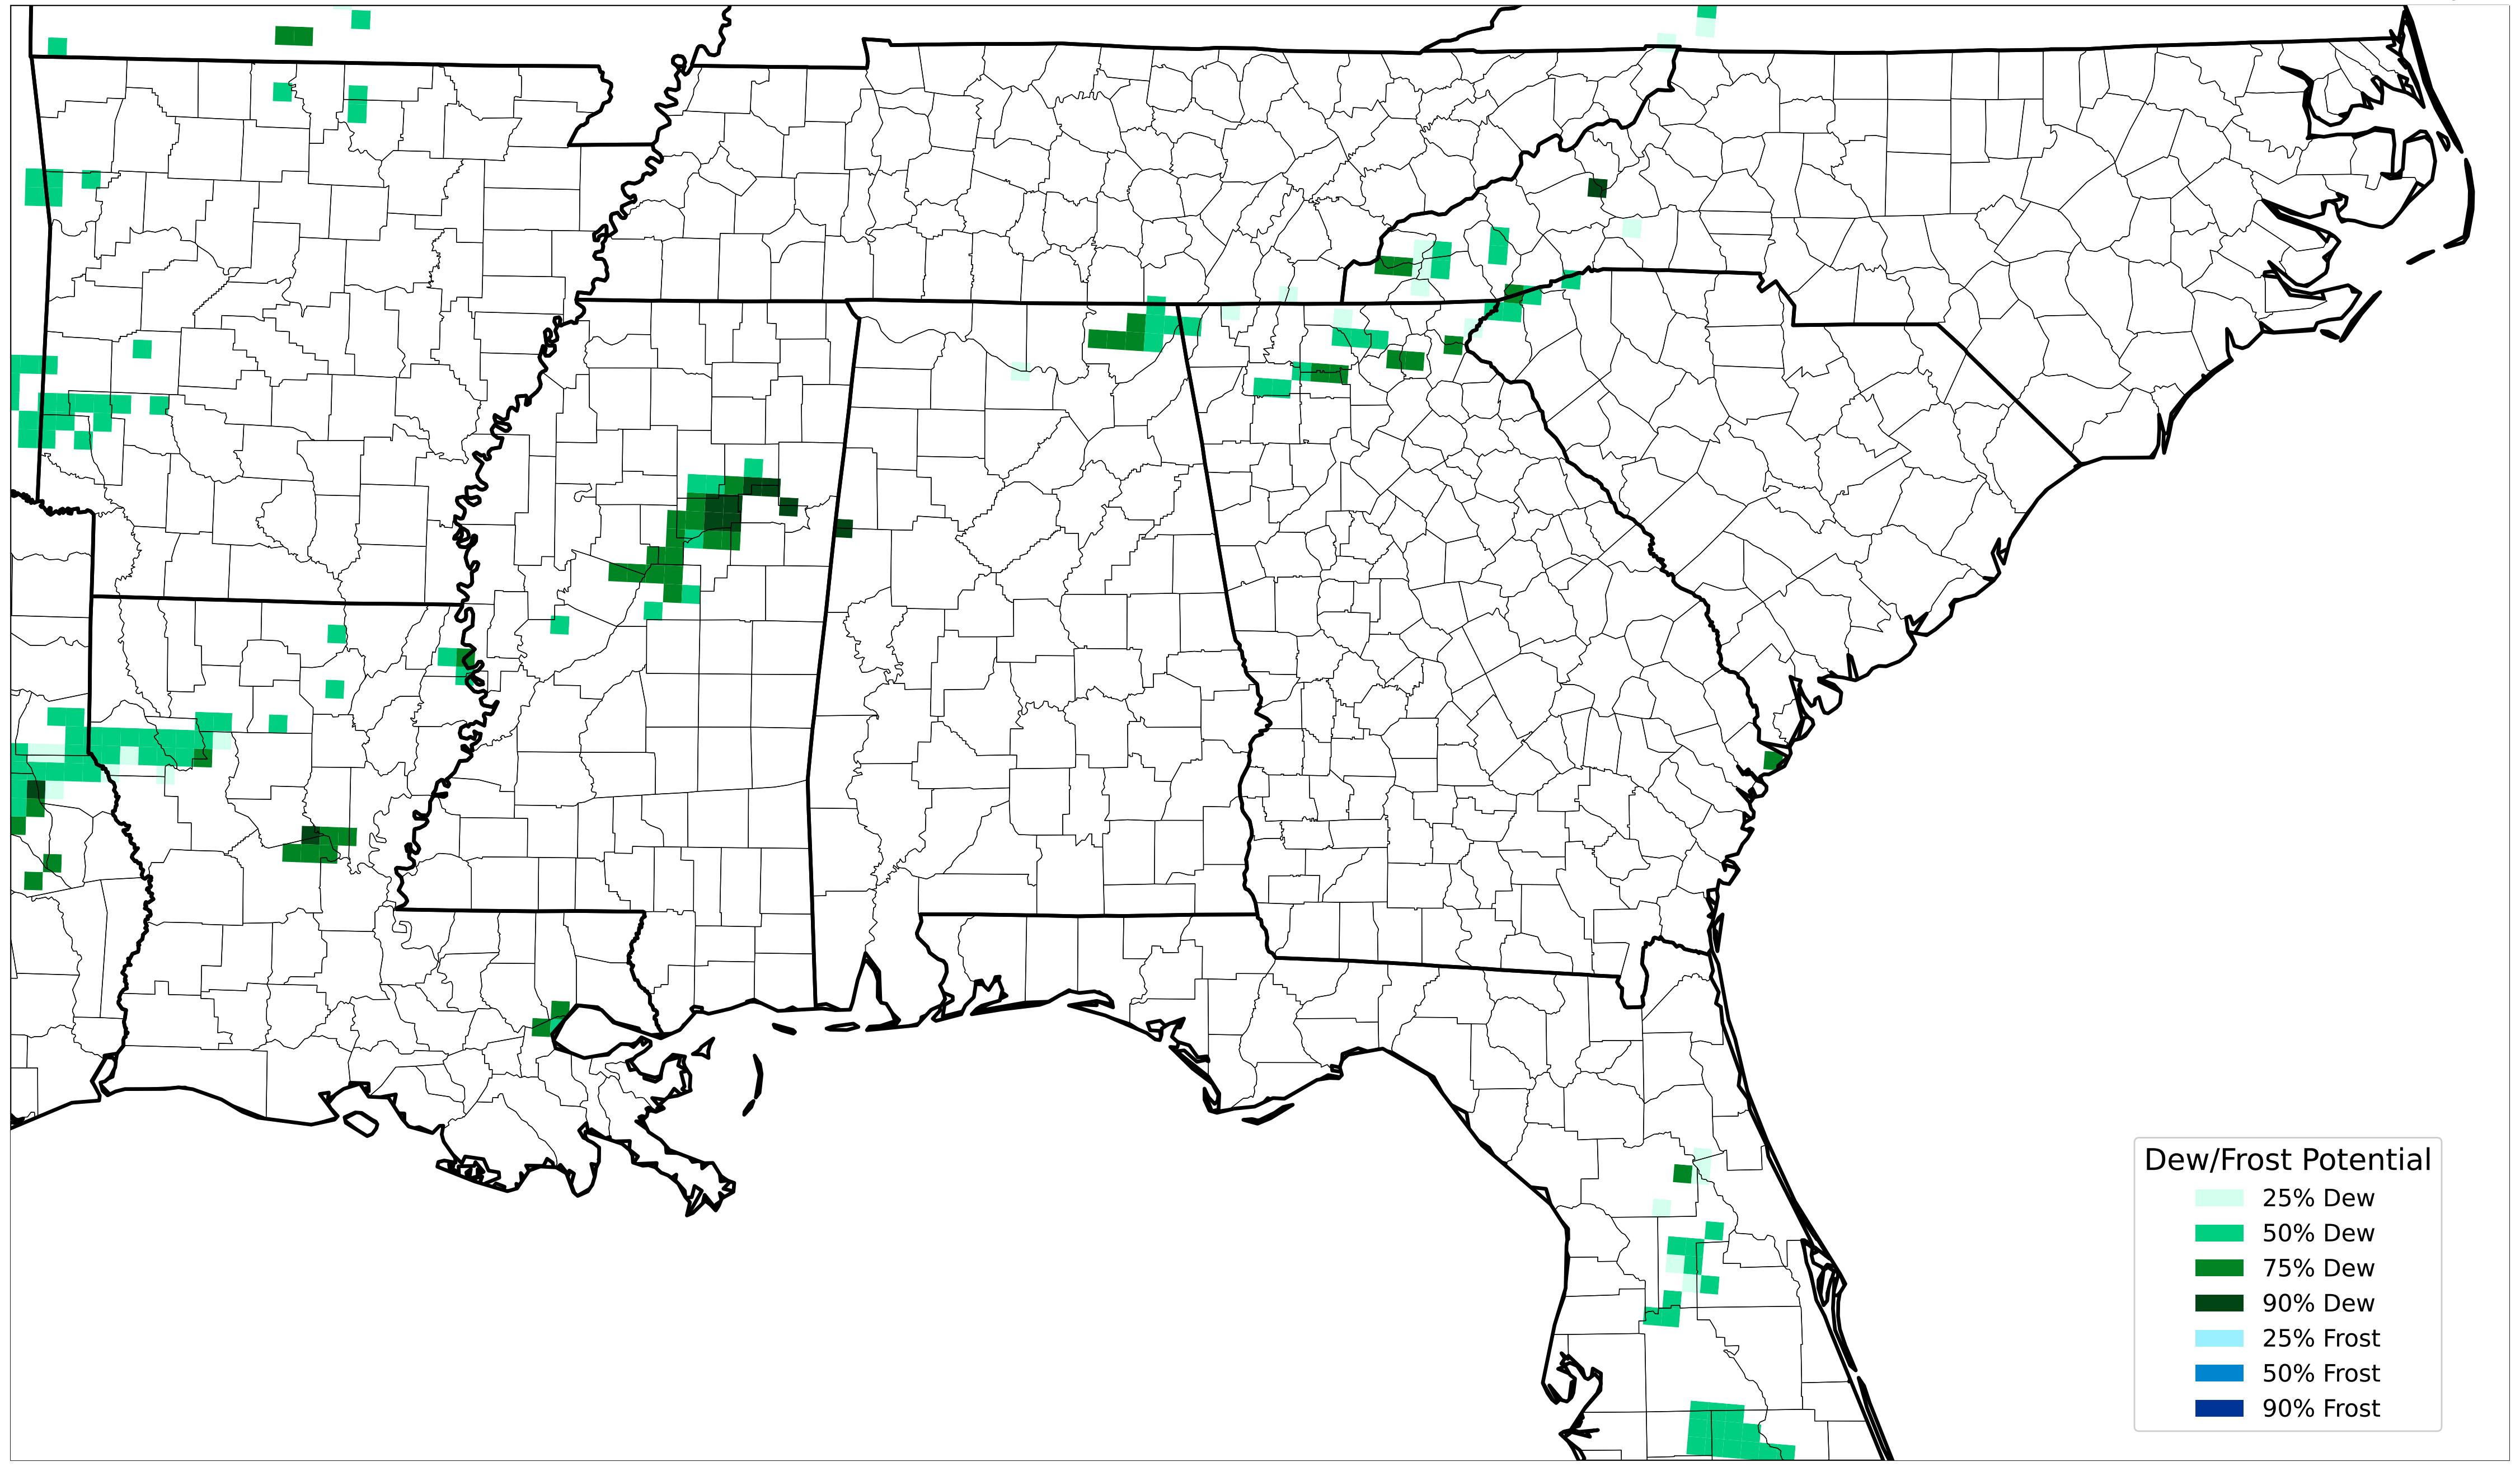 Dew/Frost Potential
25% Dew
50% Dew
75% Dew
90% Dew
25% Frost
50% Frost
90% Frost